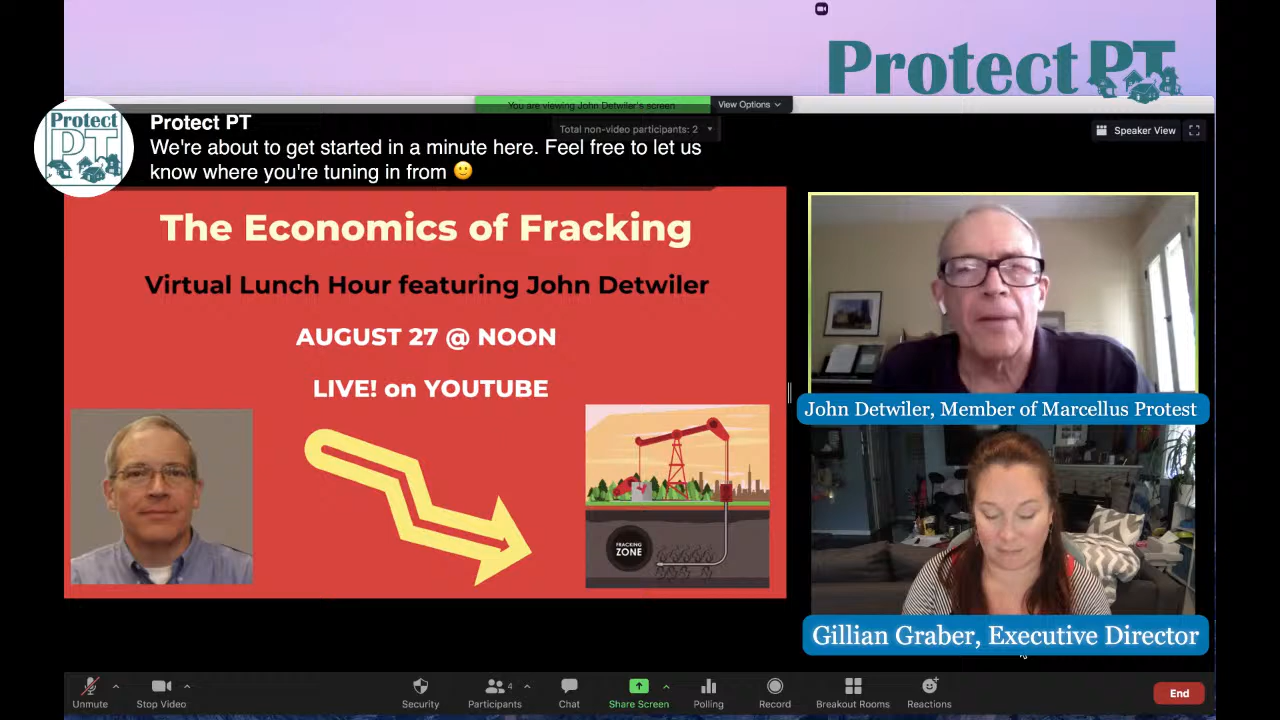 Protect PT
You are viewing John Detwiler's screen
View Options
Protect PT
Protect PT
Total non-video participants: 2
Speaker View
We're about to get started in a minute here. Feel free to let us
know where you're tuning in from 🙂
The Economics of Fracking
Virtual Lunch Hour featuring John Detwiler
AUGUST 27 @ NOON
LIVE! on YOUTUBE
FRACKING
ZONE
John Detwiler, Member of Marcellus Protest
Gillian Graber, Executive Director
Unmute
Stop Video
Security
4
Participants
Chat
Share Screen
Polling
Record
Breakout Rooms
Reactions
End